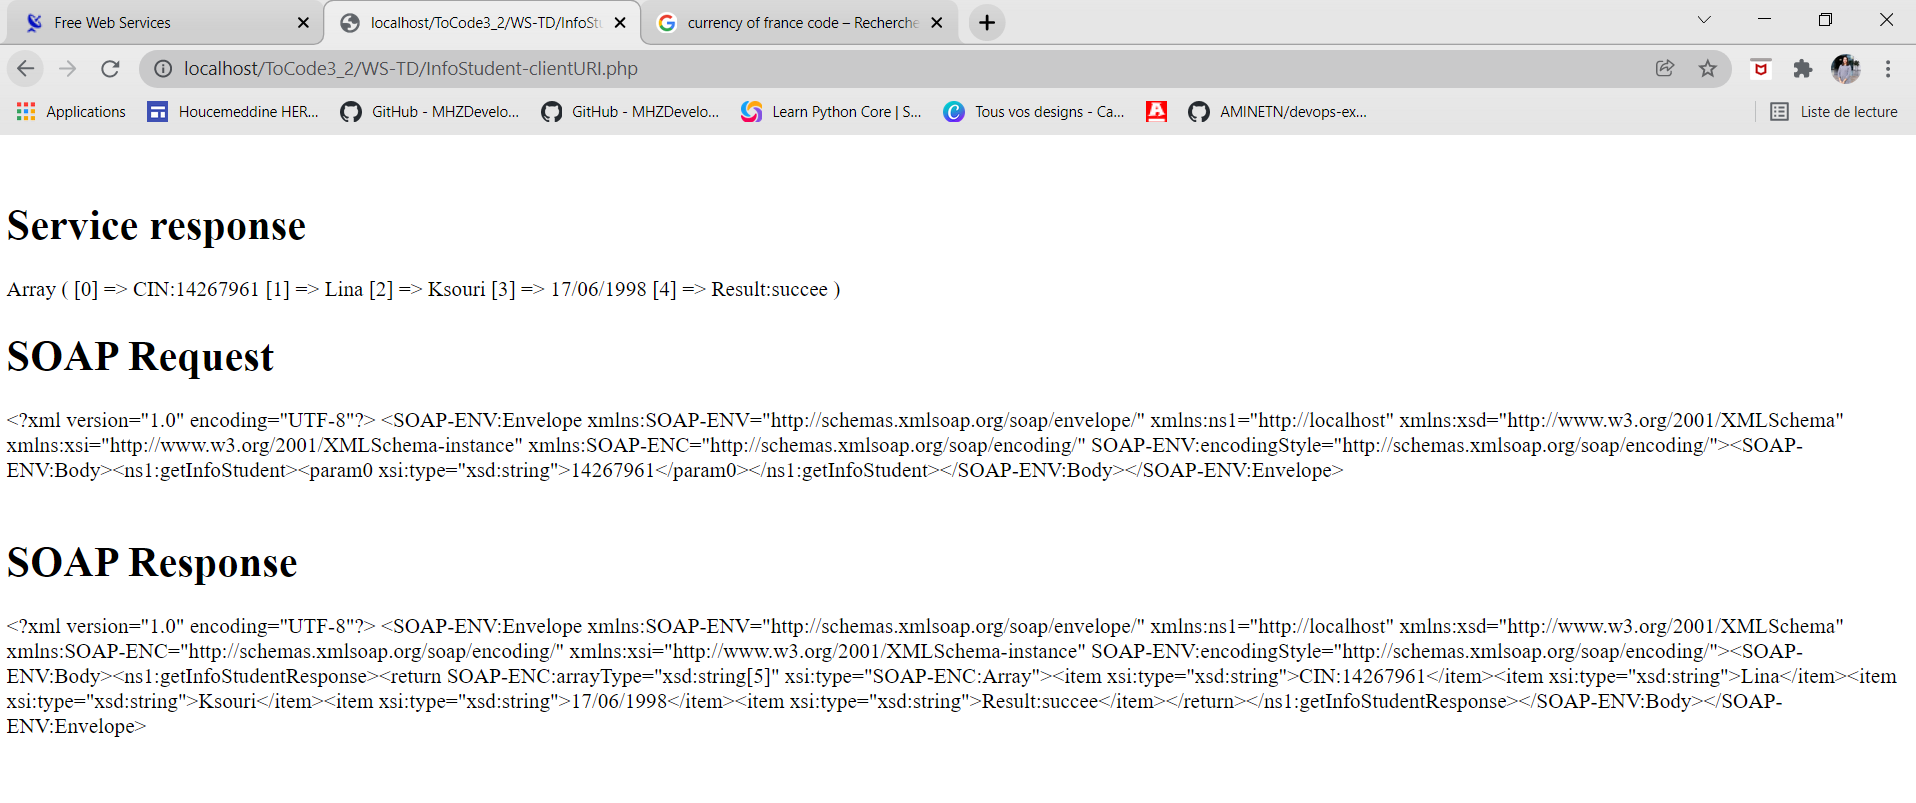 Free Web Services
localhost/ToCode3_2/WS-TD/InfoStu
currency of france code – Recherche
localhost/ToCode3_2/WS-TD/InfoStudent-clientURI.php
Applications
Houcemeddine HER...
GitHub - MHZDevelo...
GitHub - MHZDevelo...
Learn Python Core | S...
Tous vos designs - Ca...
AMINETN/devops-ex...
Liste de lecture
Service response
Array ( [0] => CIN:14267961 [1] => Lina [2] => Ksouri [3] => 17/06/1998 [4] => Result:succee )
SOAP Request
<?xml version="1.0" encoding="UTF-8"?> <SOAP-ENV:Envelope xmlns:SOAP-ENV="http://schemas.xmlsoap.org/soap/envelope/" xmlns:ns1="http://localhost" xmlns:xsd="http://www.w3.org/2001/XMLSchema"
xmlns:xsi="http://www.w3.org/2001/XMLSchema-instance" xmlns:SOAP-ENC="http://schemas.xmlsoap.org/soap/encoding/" SOAP-ENV:encodingStyle="http://schemas.xmlsoap.org/soap/encoding/"><SOAP-
ENV:Body><ns1:getInfoStudent><param0 xsi:type="xsd:string">14267961</param0></ns1:getInfoStudent></SOAP-ENV:Body></SOAP-ENV:Envelope>
SOAP Response
<?xml version="1.0" encoding="UTF-8"?> <SOAP-ENV:Envelope xmlns:SOAP-ENV="http://schemas.xmlsoap.org/soap/envelope/" xmlns:ns1="http://localhost" xmlns:xsd="http://www.w3.org/2001/XMLSchema"
xmlns:SOAP-ENC="http://schemas.xmlsoap.org/soap/encoding/" xmlns:xsi="http://www.w3.org/2001/XMLSchema-instance" SOAP-ENV:encodingStyle="http://schemas.xmlsoap.org/soap/encoding/"><SOAP-
ENV:Body><ns1:getInfoStudentResponse><return SOAP-ENC:arrayType="xsd:string[5]" xsi:type="SOAP-ENC:Array"><item xsi:type="xsd:string">CIN:14267961</item><item xsi:type="xsd:string">Lina</item><item
xsi:type="xsd:string">Ksouri</item><item xsi:type="xsd:string">17/06/1998</item><item xsi:type="xsd:string">Result:succee</item></return></ns1:getInfoStudentResponse></SOAP-ENV:Body></SOAP-
ENV:Envelope>